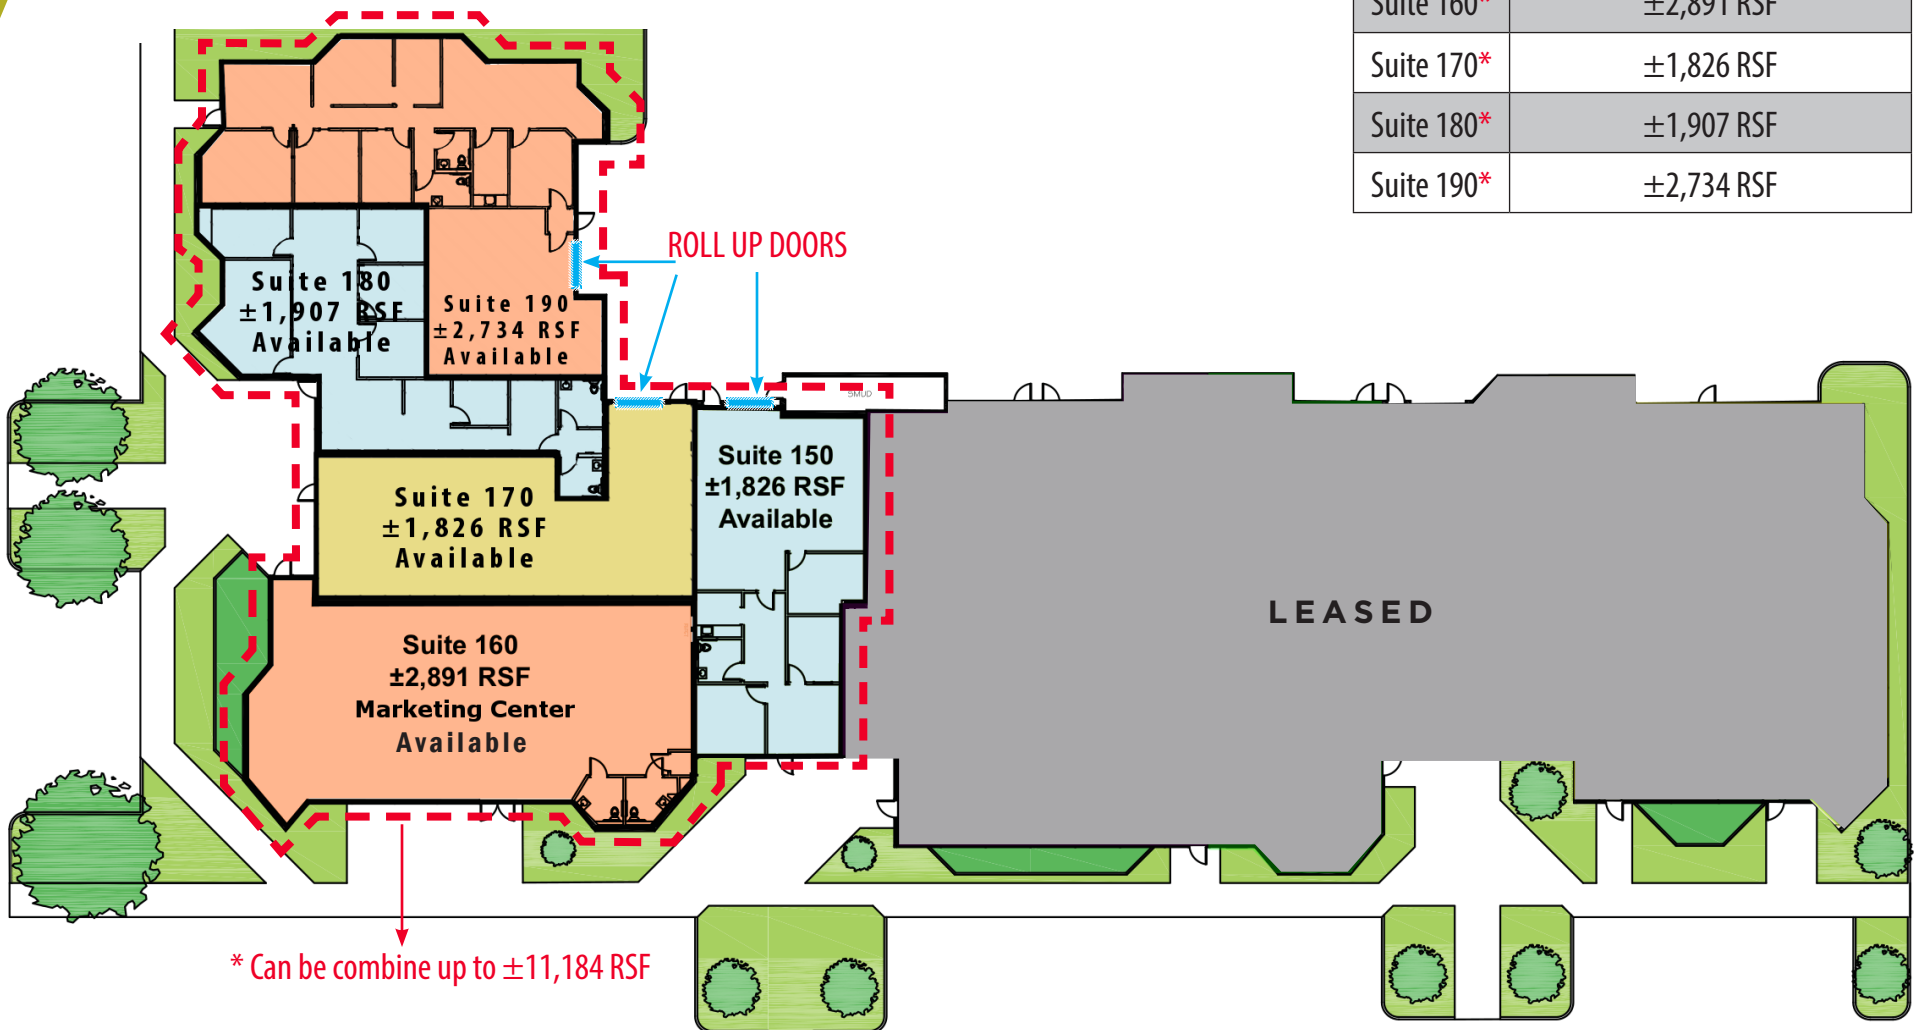 Suite 160* ±2,891 RSF
Suite 170* ±1,826 RSF
Suite 180* ±1,907 RSF
Suite 190* ±2,734 RSF
ROLL UP DOORS
Suite 180
±1,907 RSF
Available
Suite 190
±2,734 RSF
Available
SMUD
Suite 150
±1,826 RSF
Available
Suite 170
±1,826 RSF
Available
LEASED
Suite 160
±2,891 RSF
Marketing Center
Available
* Can be combine up to ±11,184 RSF